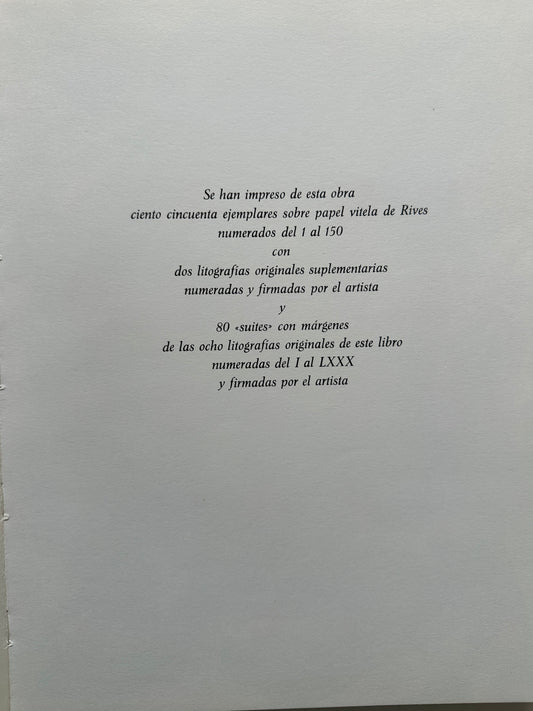 Se han impreso de esta obra
ciento cincuenta ejemplares sobre papel vitela de Rives
numerados del 1 al 150
con
dos litografias originales suplementarias
numeradas y firmadas por el artista
y
80 «suites» con márgenes
de las ocho litografias originales de este libro
numeradas del I al LXXX
y firmadas por el artista